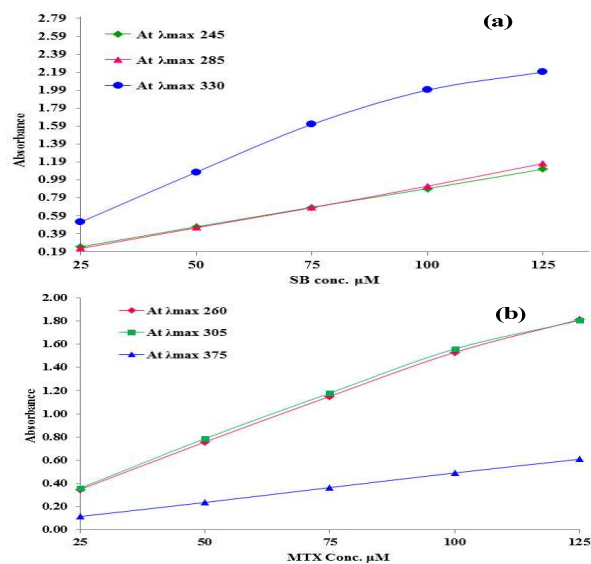 (a)
At λmax 245
At λmax 285
At λmax 330
Absorbance
2.79
2.59
2.39
2.19
1.99
1.79
1.59
1.39
1.19
0.99
0.79
0.59
0.39
0.19
25 50 75 100 125
SB conc. µM
(b)
At λmax 260
At λmax 305
At λmax 375
Absorbance
2.00
1.80
1.60
1.40
1.20
1.00
0.80
0.60
0.40
0.20
0.00
25 50 75 100 125
MTX Conc. µM